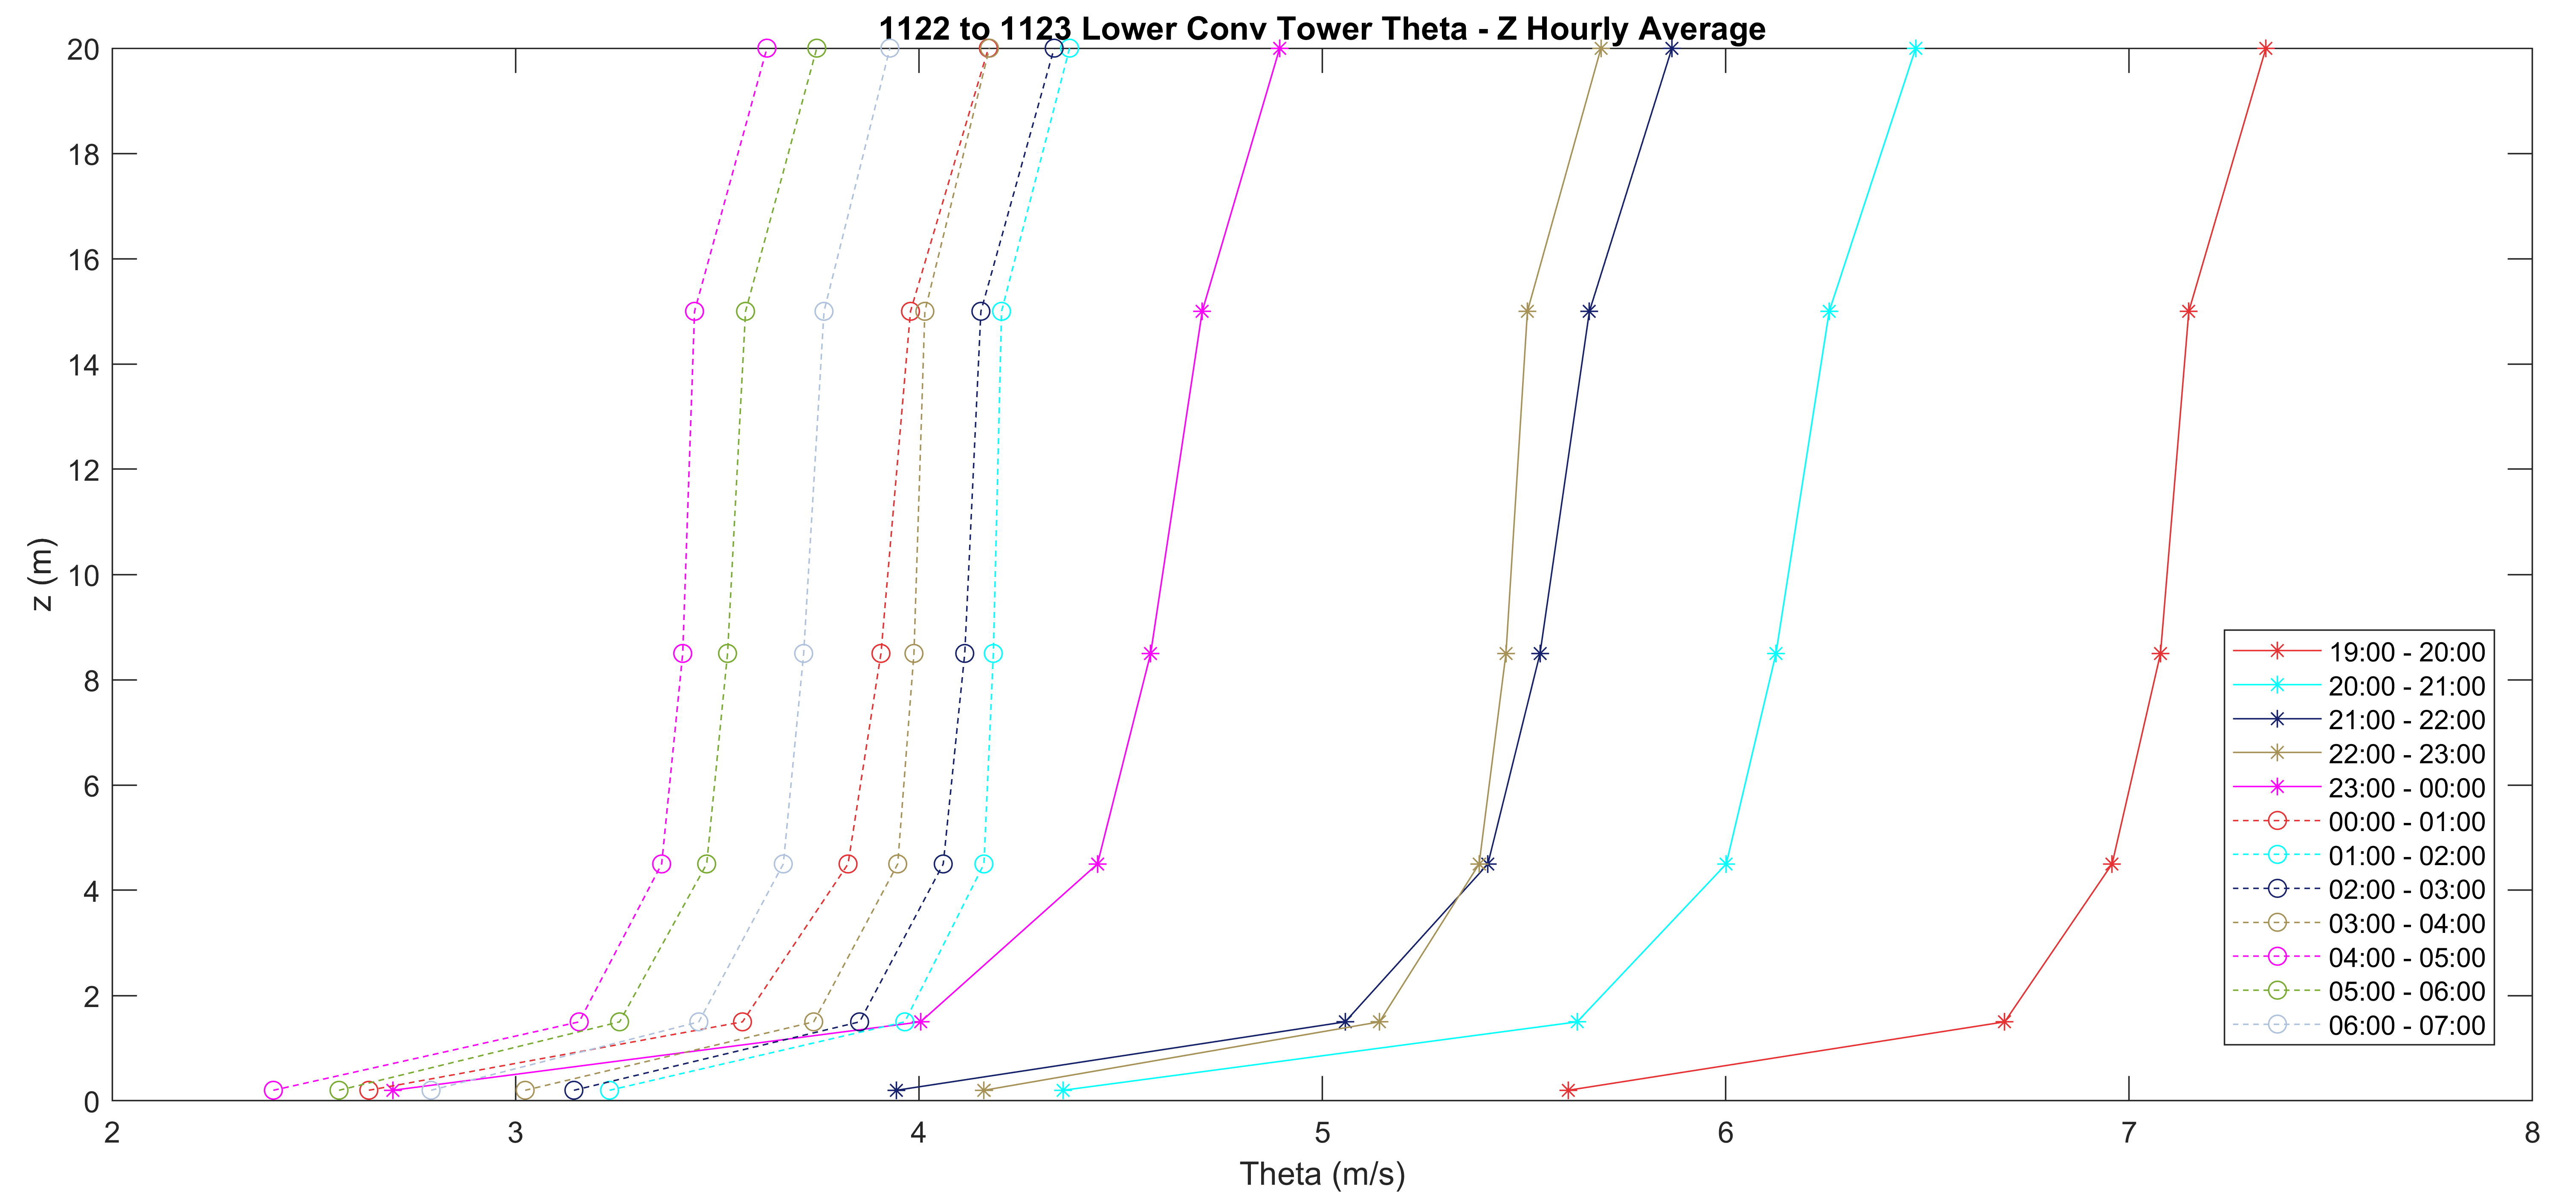 1122 to 1123 Lower Conv Tower Theta - Z Hourly Average
20
18
16
14
12
10
8
6
4
2
0
z (m)
2 3 4 5 6 7 8
Theta (m/s)
19:00 - 20:00
20:00 - 21:00
21:00 - 22:00
22:00 - 23:00
23:00 - 00:00
00:00 - 01:00
01:00 - 02:00
02:00 - 03:00
03:00 - 04:00
04:00 - 05:00
05:00 - 06:00
06:00 - 07:00